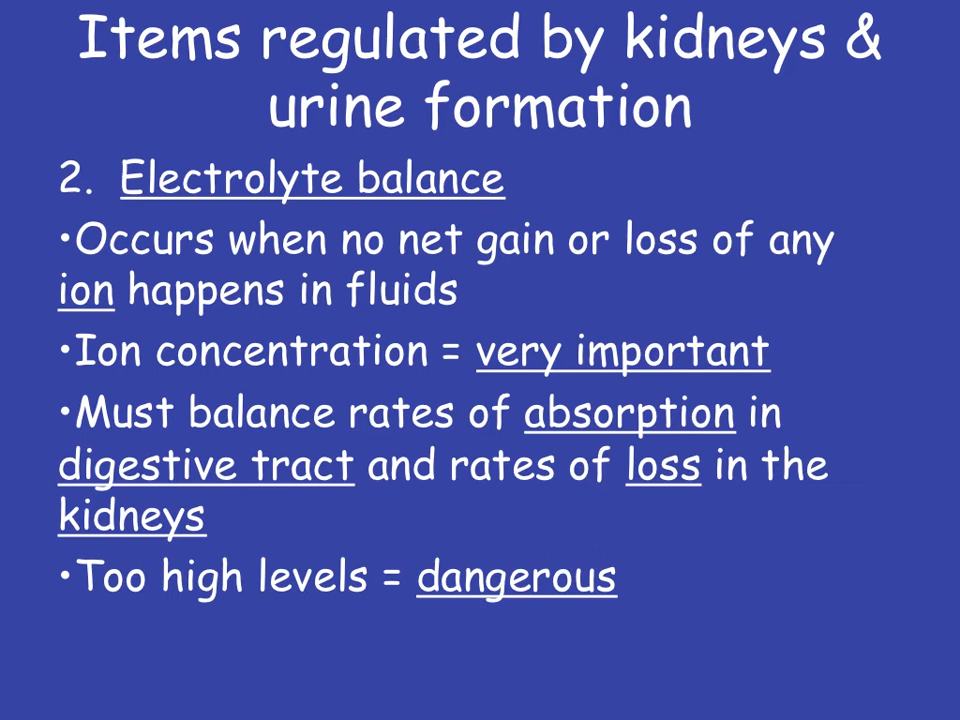 Items regulated by kidneys &
urine formation
2. Electrolyte balance
•Occurs when no net gain or loss of any
ion happens in fluids
•Ion concentration = very important
•Must balance rates of absorption in
digestive tract and rates of loss in the
kidneys
•Too high levels = dangerous